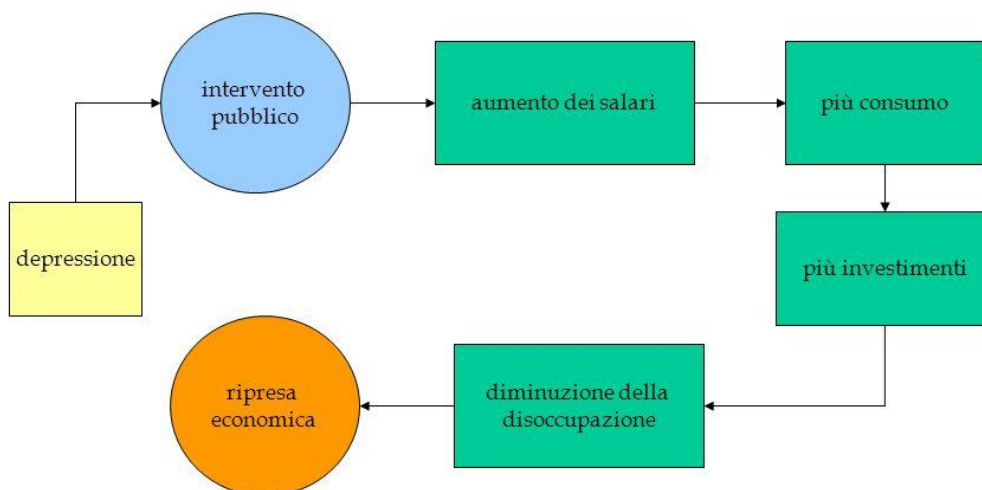 intervento
pubblico
aumento dei salari
più consumo
depressione
più investimenti
ripresa
economica
diminuzione della
disoccupazione